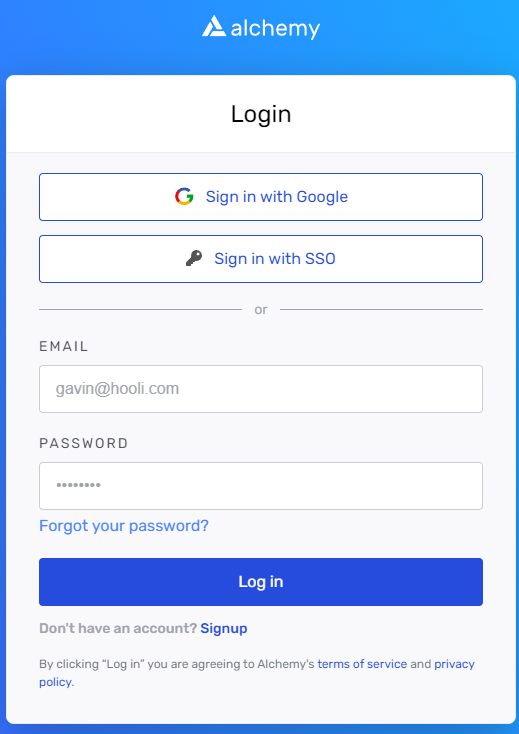 alchemy
Login
Sign in with Google
Sign in with SSO
or
EMAIL
gavin@hooli.com
PASSWORD
••••••••
Forgot your password?
Log in
Don't have an account? Signup
By clicking “Log in” you are agreeing to Alchemy's terms of service and privacy
policy.